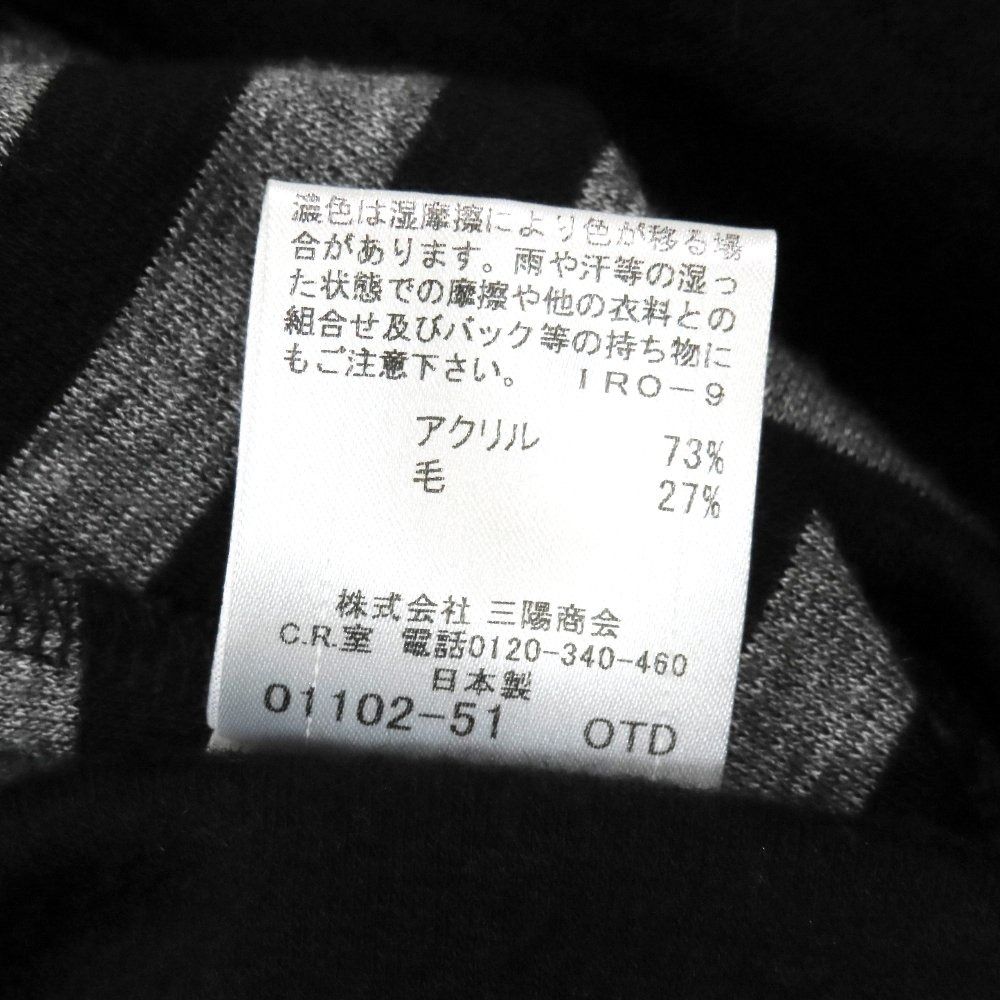 濃色は湿摩擦により色が移る場
合があります。雨や汗等の湿っ
た状態での摩擦や他の衣料との
組合せ及びバック等の持ち物に
もご注意下さい。 IRO-9
アクリル 73%
毛 27%
株式会社 三陽商会
C.R.室 電話0120-340-460
日本製
01102-51 OTD